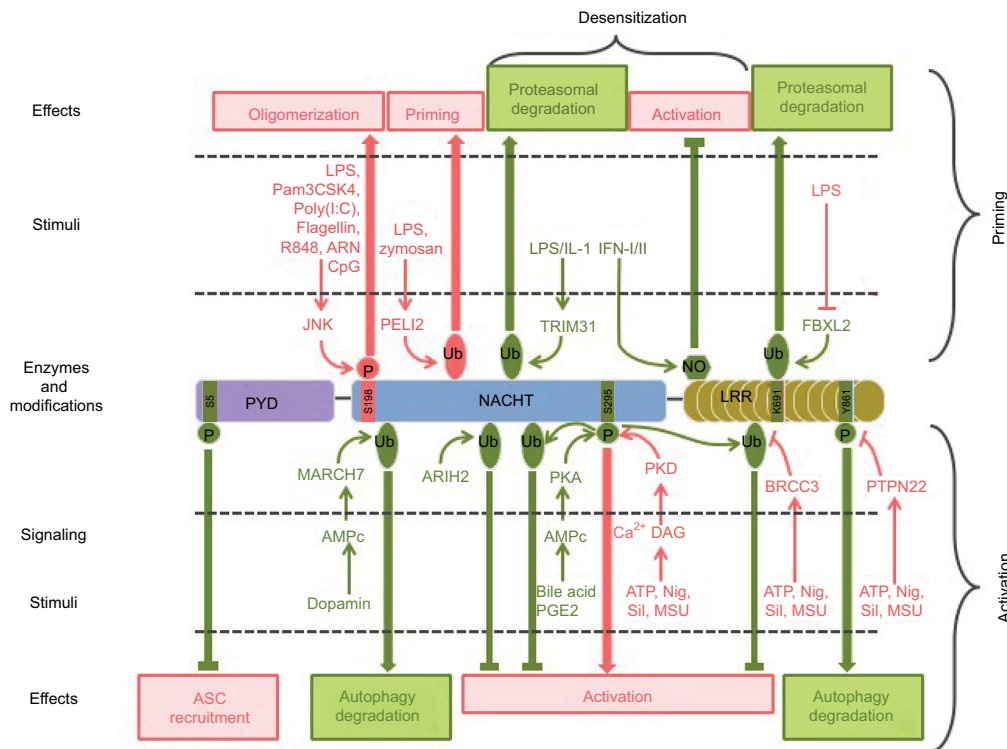 Desensitization
Effects
Oligomerization
Priming
Proteasomal
degradation
Activation
Proteasomal
degradation
Priming
Stimuli
LPS,
Pam3CSK4,
Poly(I:C),
Flagellin,
R848, ARN
CpG
LPS,
zymosan
LPS/IL-1
IFN-I/II
LPS
JNK
PELI2
TRIM31
FBXL2
Enzymes
and
modifications
P
Ub
Ub
NO
Ub
S5
PYD
S198
NACHT
S295
LRR
K691
Y861
P
Ub
Ub
Ub
P
Ub
P
MARCH7
ARIH2
PKA
PKD
BRCC3
PTPN22
Signaling
AMPc
AMPc
Ca2+ DAG
Stimuli
Dopamin
Bile acid
PGE2
ATP, Nig,
Sil, MSU
ATP, Nig,
Sil, MSU
ATP, Nig,
Sil, MSU
Activation
Effects
ASC
recruitment
Autophagy
degradation
Activation
Autophagy
degradation